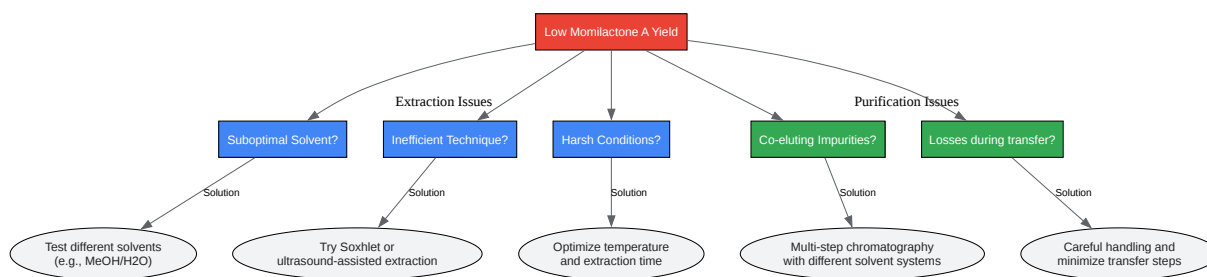 Low Momilactone A Yield
Extraction Issues
Purification Issues
Suboptimal Solvent?
Inefficient Technique?
Harsh Conditions?
Co-eluting Impurities?
Losses during transfer?
Solution
Solution
Solution
Solution
Solution
Test different solvents
(e.g., MeOH/H2O)
Try Soxhlet or
ultrasound-assisted extraction
Optimize temperature
and extraction time
Multi-step chromatography
with different solvent systems
Careful handling and
minimize transfer steps